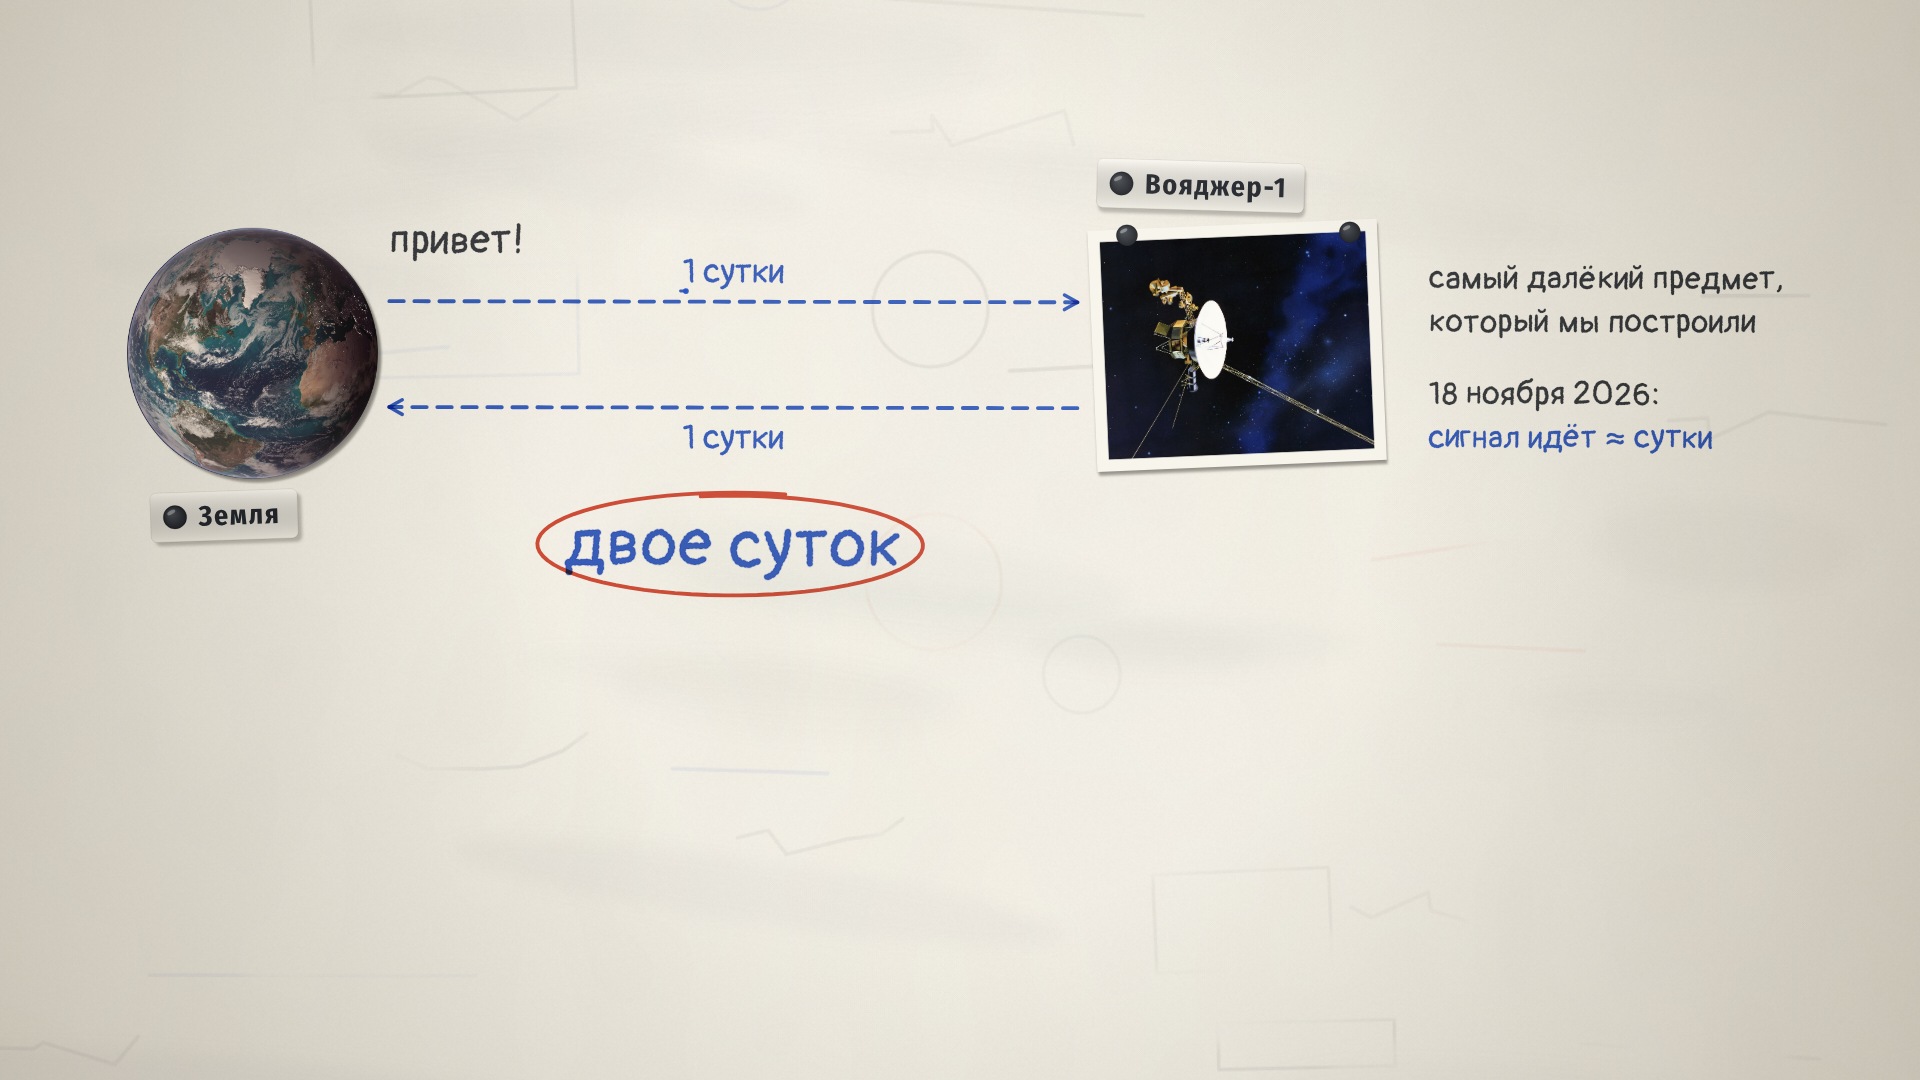 Вояджер-1
привет!
1 сутки
самый далёкий предмет,
который мы построили
18 ноября 2026:
1 сутки
сигнал идёт ≈ сутки
Земля
двое суток